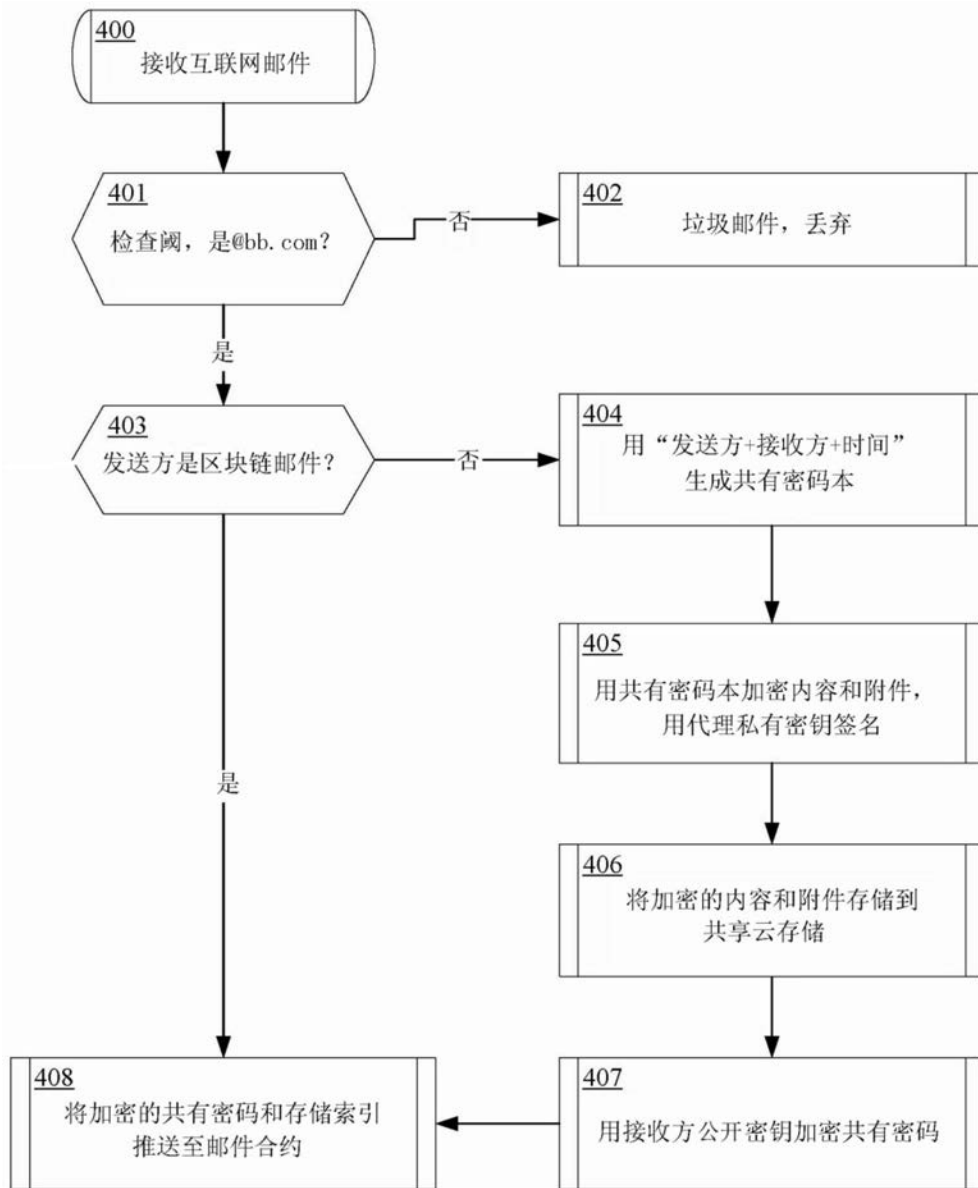 400
接收互联网邮件
401
检查阈，是@bb.com？
否
402
垃圾邮件，丢弃
是
403
发送方是区块链邮件？
否
404
用“发送方+接收方+时间”
生成共有密码本
405
用共有密码本加密内容和附件，
用代理私有密钥签名
是
406
将加密的内容和附件存储到
共享云存储
408
将加密的共有密码和存储索引
推送至邮件合约
407
用接收方公开密钥加密共有密码